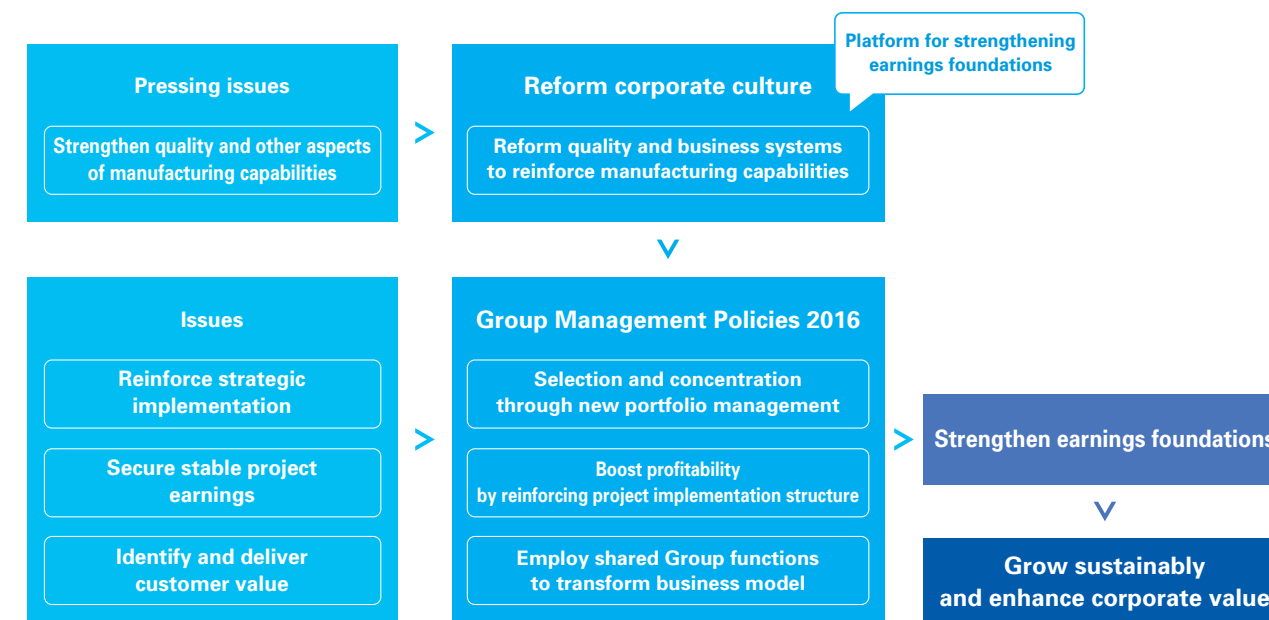 Platform for strengthening
earnings foundations
Pressing issues
Strengthen quality and other aspects
of manufacturing capabilities
>
Reform corporate culture
Reform quality and business systems
to reinforce manufacturing capabilities
Issues
Reinforce strategic
implementation
Secure stable project
earnings
Identify and deliver
customer value
>
Group Management Policies 2016
Selection and concentration
through new portfolio management
Boost profitability
by reinforcing project implementation structure
Employ shared Group functions
to transform business model
>
Strengthen earnings foundations
Grow sustainably
and enhance corporate value